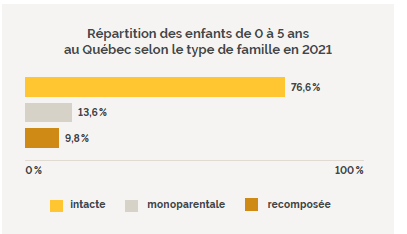 Répartition des enfants de 0 à 5 ans
au Québec selon le type de famille en 2021
76,6 %
13,6 %
9,8 %
0 % 100 %
intacte monoparentale recomposée